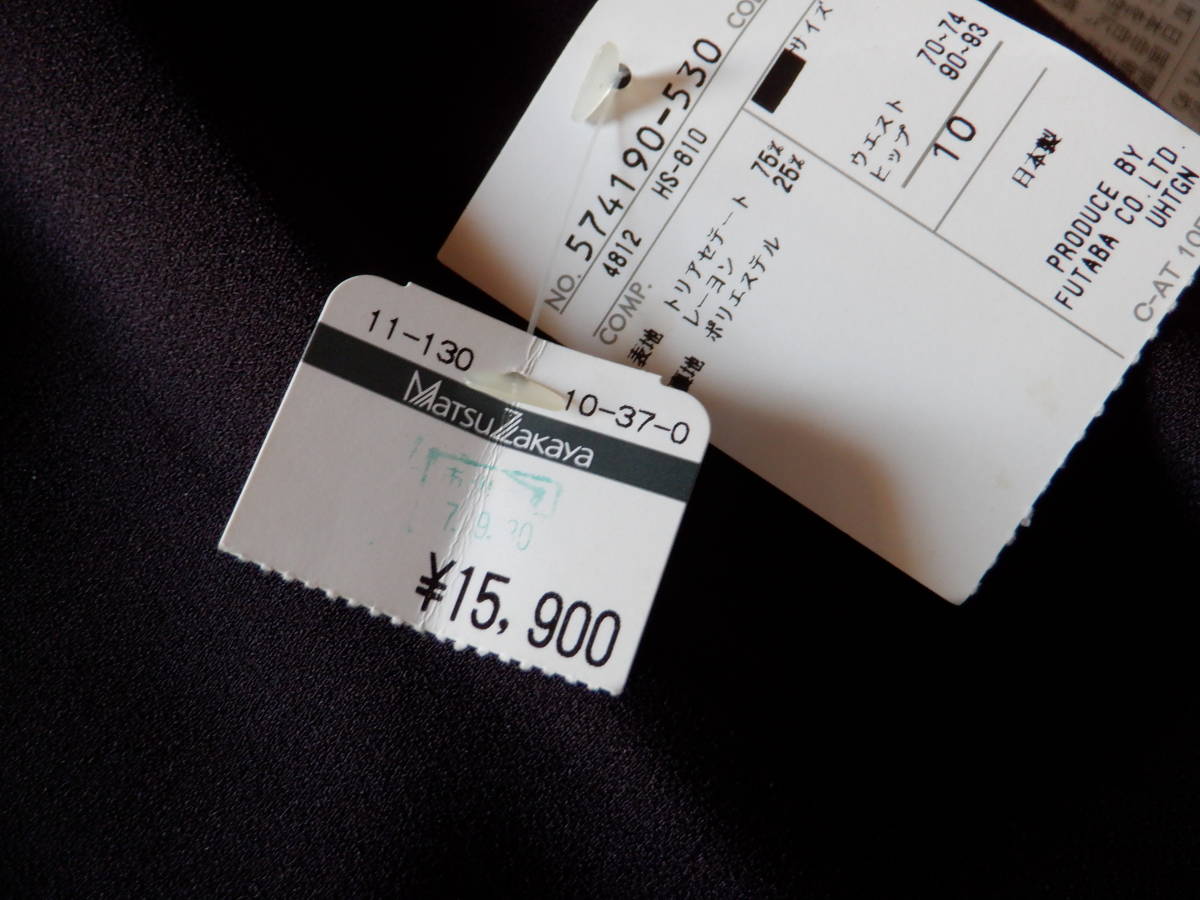 11-130
10-37-0
MatsuZakaya
¥15,900
NO. 574190-530
4812 HS-810
COMP.
表地 トリアセテート 75%
レーヨン 25%
裏地 ポリエステル
サイズ
ウエスト 70-74
ヒップ 90-93
10
日本製
PRODUCE BY
FUTABA CO.LTD.
UHTGN